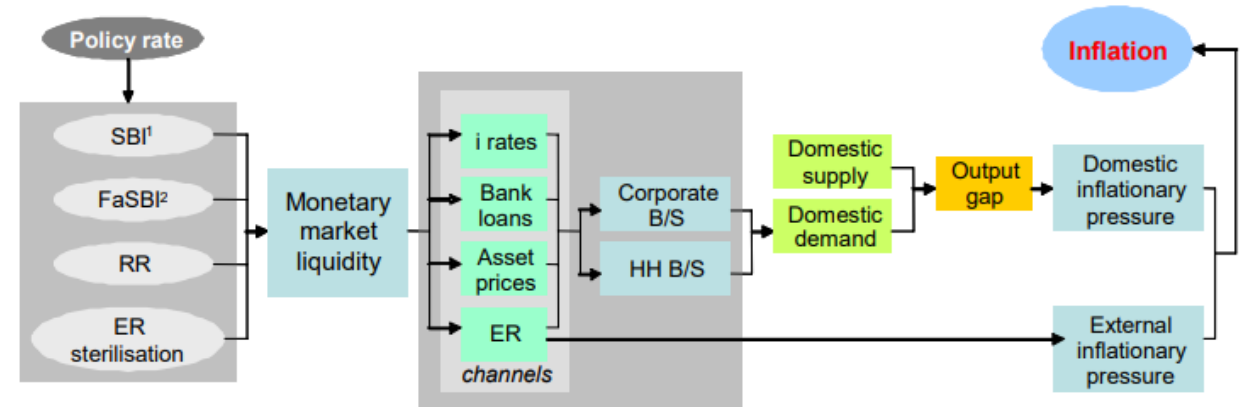 Policy rate
SBI¹
FaSBI²
RR
ER
sterilisation
Monetary
market
liquidity
i rates
Bank
loans
Asset
prices
ER
channels
Corporate
B/S
HH B/S
Domestic
supply
Domestic
demand
Output
gap
Domestic
inflationary
pressure
External
inflationary
pressure
Inflation